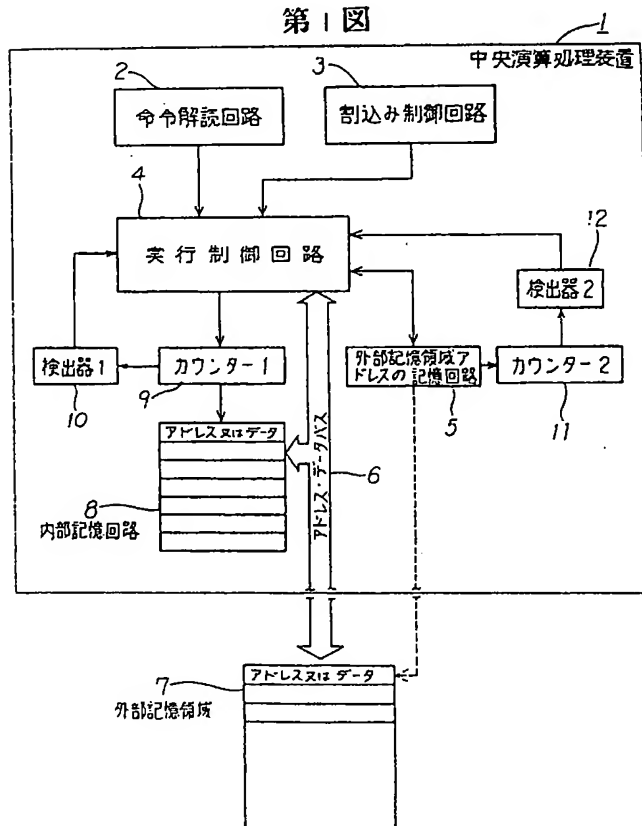 第1図
1
中央演算処理装置
2
命令解読回路
3
割込み制御回路
4
実行制御回路
12
検出器2
検出器1
10
カウンター1
9
外部記憶領域ア
ドレスの記憶回路
5
カウンター2
11
アドレス又はデータ
8
内部記憶回路
アドレス・データバス
6
アドレス又はデータ
7
外部記憶領域